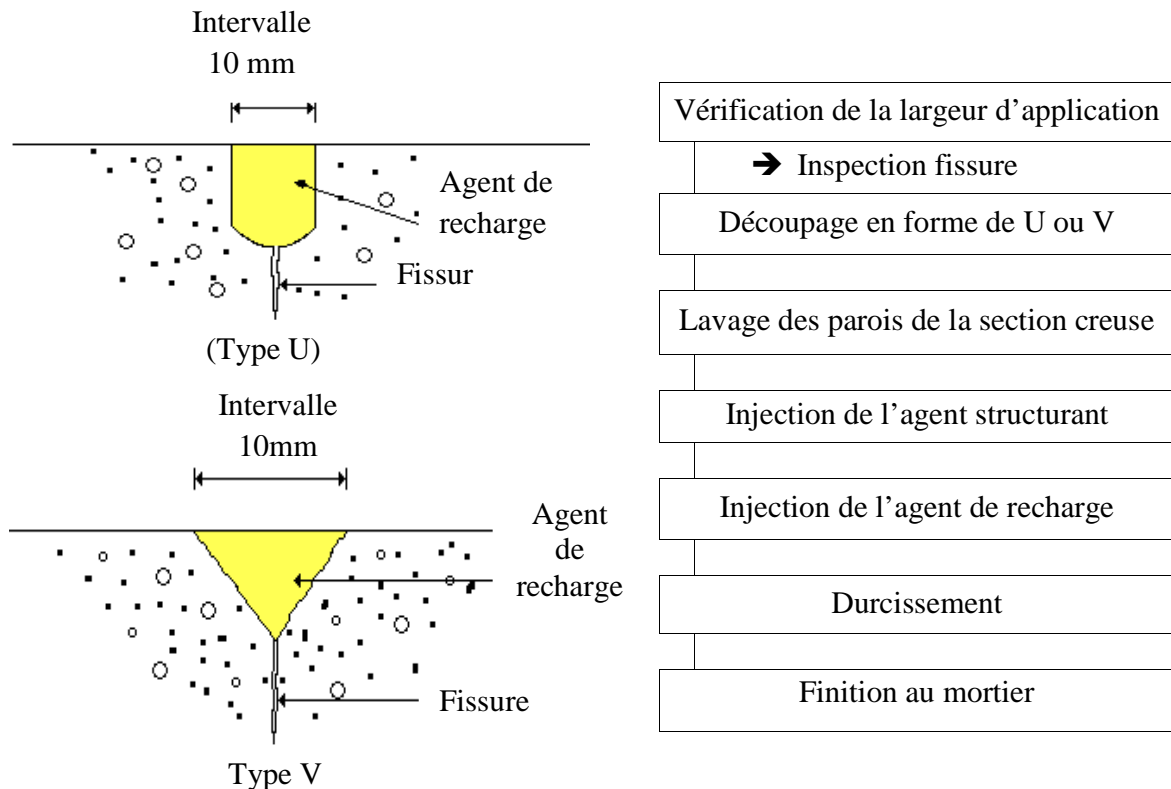 Intervalle
10 mm
Agent de
recharge
Fissur
(Type U)
Intervalle
10mm
Agent
de
recharge
Fissure
Type V
Vérification de la largeur d’application
➔ Inspection fissure
Découpage en forme de U ou V
Lavage des parois de la section creuse
Injection de l’agent structurant
Injection de l’agent de recharge
Durcissement
Finition au mortier